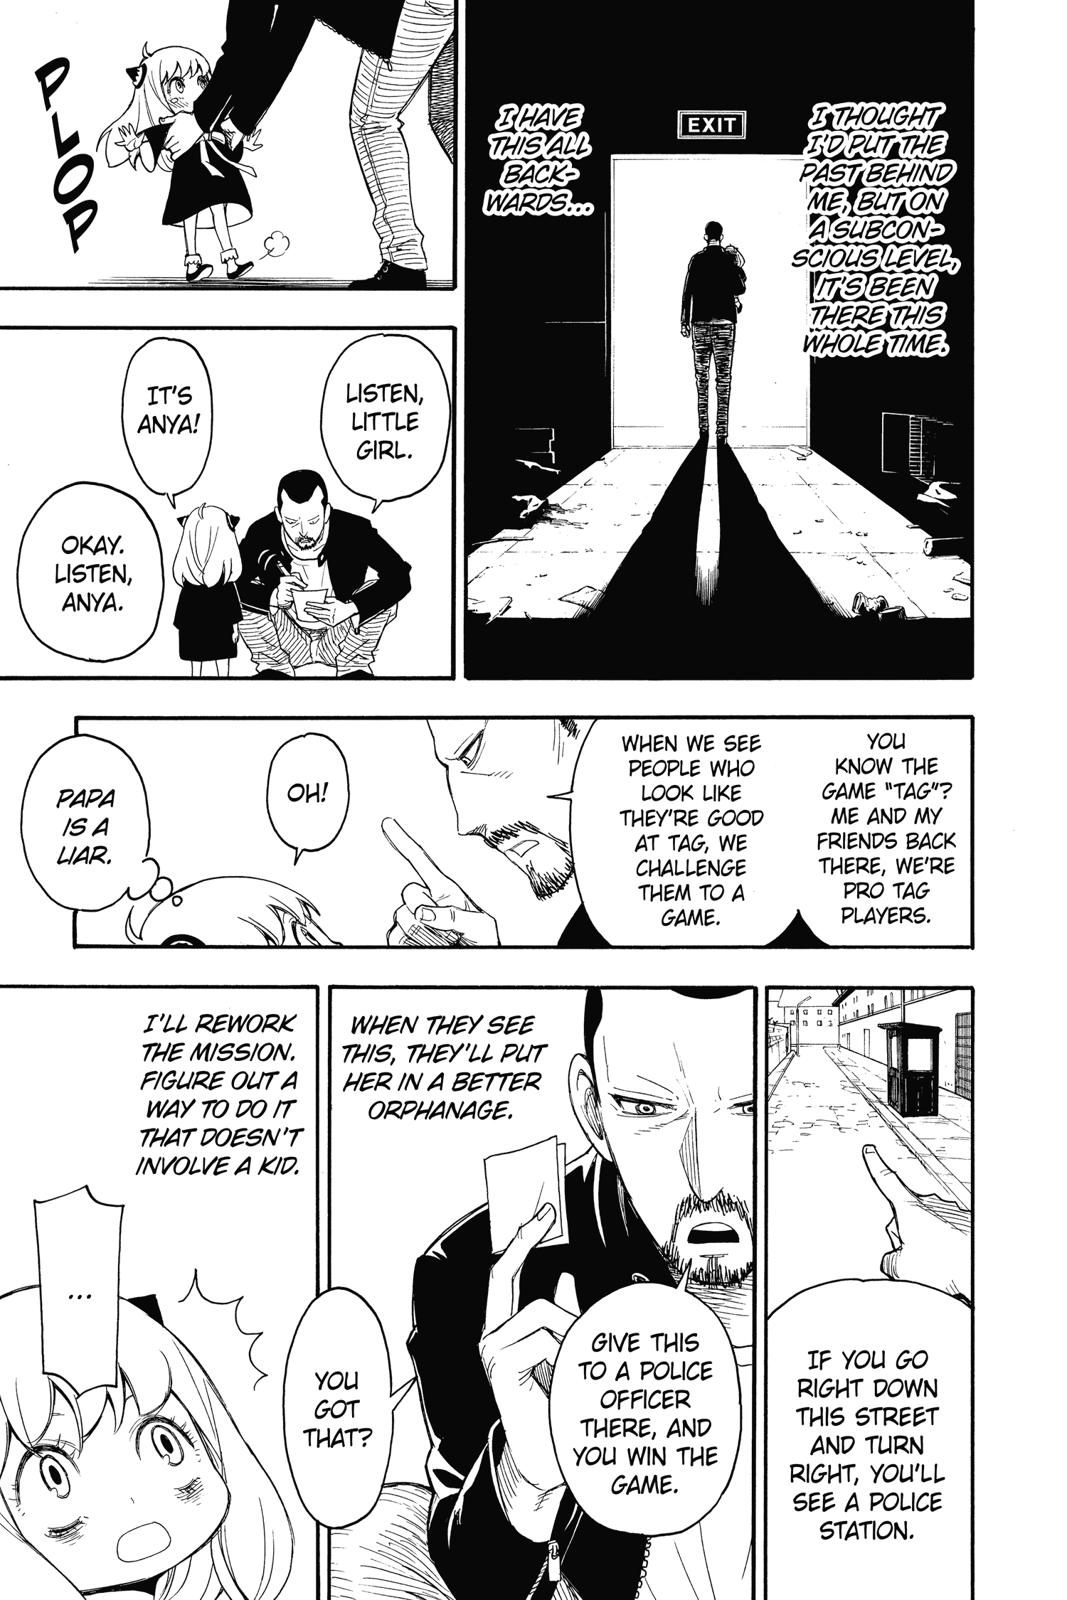 EXIT
I THOUGHT
I'D PUT THE
PAST BEHIND
ME, BUT ON
A SUBCON-
SCIOUS LEVEL,
IT'S BEEN
THERE THIS
WHOLE TIME.
I HAVE
THIS ALL
BACK-
WARDS...
PLOP
LISTEN,
LITTLE
GIRL.
IT'S
ANYA!
OKAY.
LISTEN,
ANYA.
YOU
KNOW THE
GAME "TAG"?
ME AND MY
FRIENDS BACK
THERE, WE'RE
PRO TAG
PLAYERS.
WHEN WE SEE
PEOPLE WHO
LOOK LIKE
THEY'RE GOOD
AT TAG, WE
CHALLENGE
THEM TO A
GAME.
OH!
PAPA
IS A
LIAR.
IF YOU GO
RIGHT DOWN
THIS STREET
AND TURN
RIGHT, YOU'LL
SEE A POLICE
STATION.
WHEN THEY SEE
THIS, THEY'LL PUT
HER IN A BETTER
ORPHANAGE.
GIVE THIS
TO A POLICE
OFFICER
THERE, AND
YOU WIN THE
GAME.
YOU
GOT
THAT?
I'LL REWORK
THE MISSION.
FIGURE OUT A
WAY TO DO IT
THAT DOESN'T
INVOLVE A KID.
...